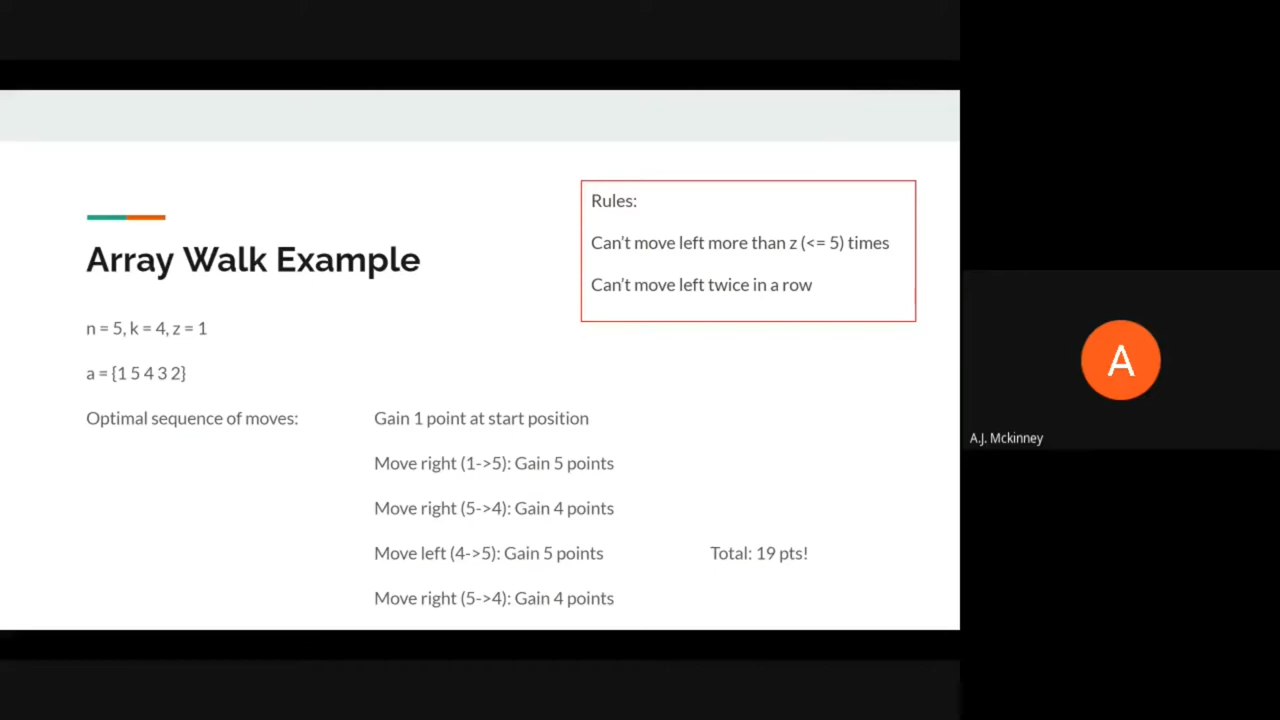 Rules:
Can't move left more than z (<= 5) times
Can't move left twice in a row
Array Walk Example
n = 5, k = 4, z = 1
a = {1 5 4 3 2}
Optimal sequence of moves:
Gain 1 point at start position
Move right (1->5): Gain 5 points
Move right (5->4): Gain 4 points
Move left (4->5): Gain 5 points
Total: 19 pts!
Move right (5->4): Gain 4 points
A
A.J. Mckinney